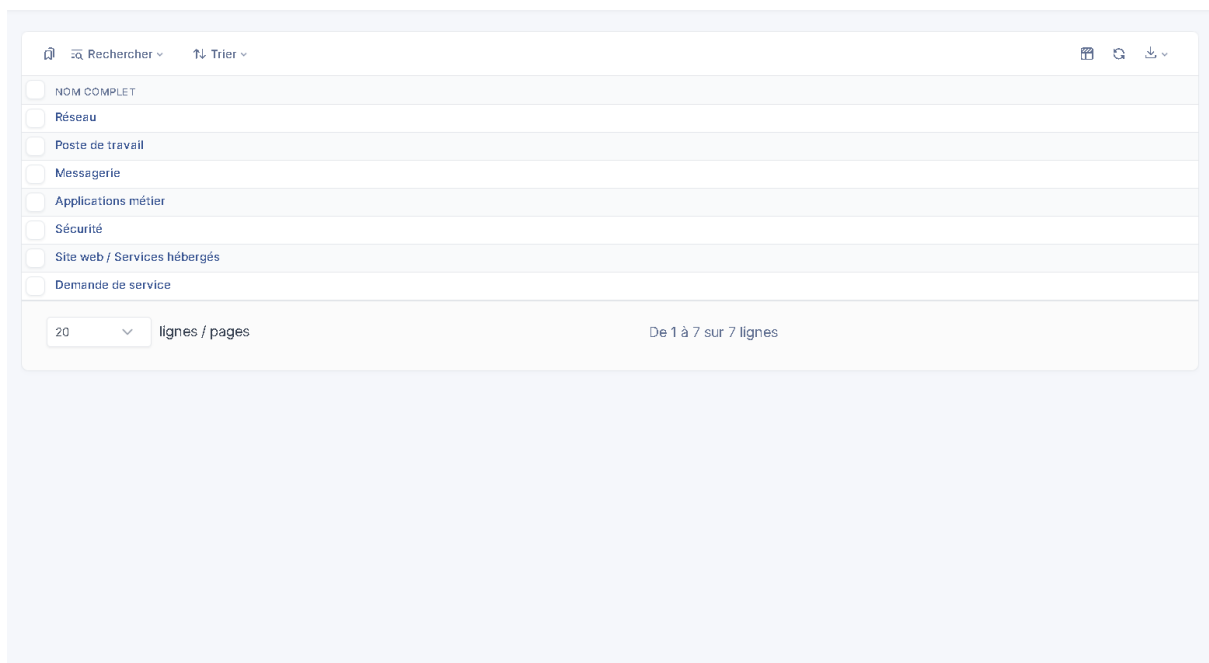 Rechercher Trier
NOM COMPLET
Réseau
Poste de travail
Messagerie
Applications métier
Sécurité
Site web / Services hébergés
Demande de service
20 lignes / pages De 1 à 7 sur 7 lignes